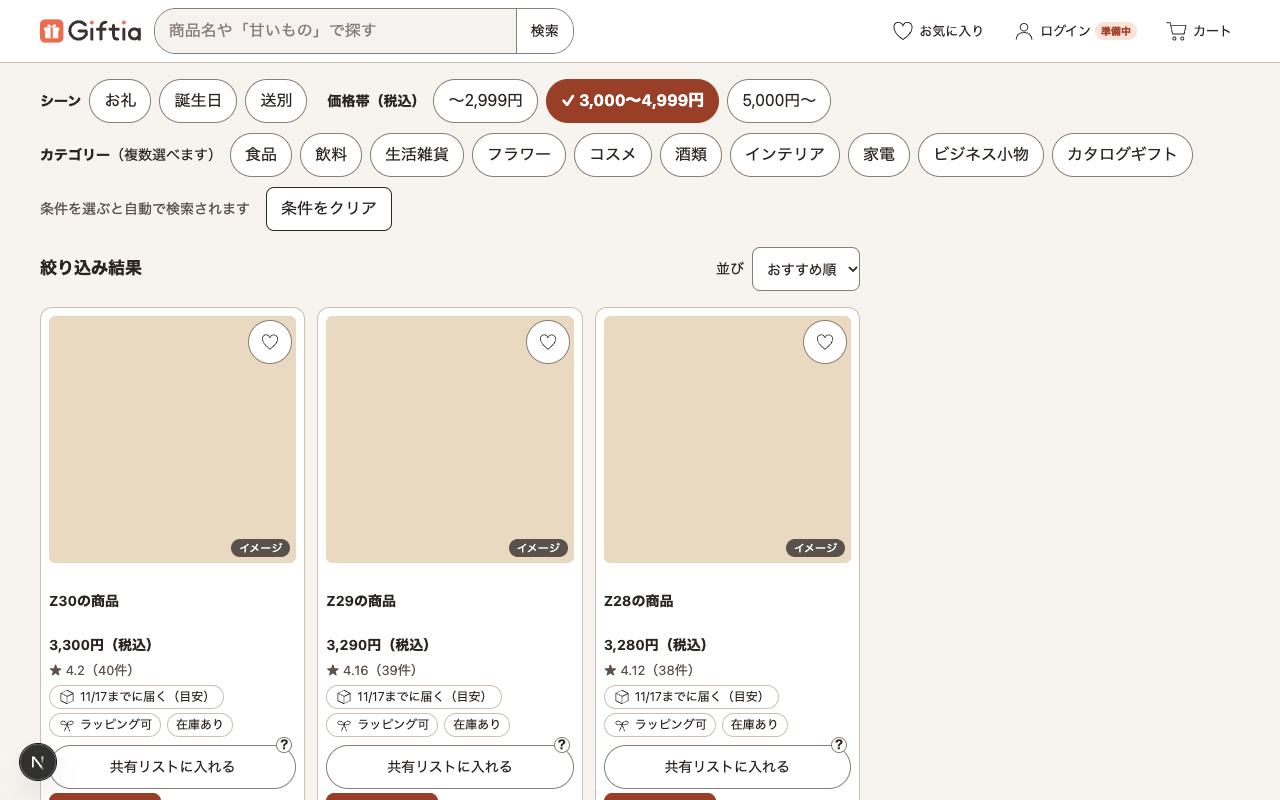 Giftia 商品名や「甘いもの」で探す 検索 お気に入り ログイン 準備中 カート
シーン お礼 誕生日 送別 価格帯（税込） 〜2,999円 3,000〜4,999円 5,000円〜
カテゴリー（複数選べます） 食品 飲料 生活雑貨 フラワー コスメ 酒類 インテリア 家電 ビジネス小物 カタログギフト
条件を選ぶと自動で検索されます 条件をクリア
絞り込み結果 並び おすすめ順
イメージ イメージ イメージ
Z30の商品 Z29の商品 Z28の商品
3,300円（税込） 3,290円（税込） 3,280円（税込）
★ 4.2（40件） ★ 4.16（39件） ★ 4.12（38件）
11/17までに届く（目安） 11/17までに届く（目安） 11/17までに届く（目安）
ラッピング可 在庫あり ラッピング可 在庫あり ラッピング可 在庫あり
? ? ?
N 共有リストに入れる 共有リストに入れる 共有リストに入れる